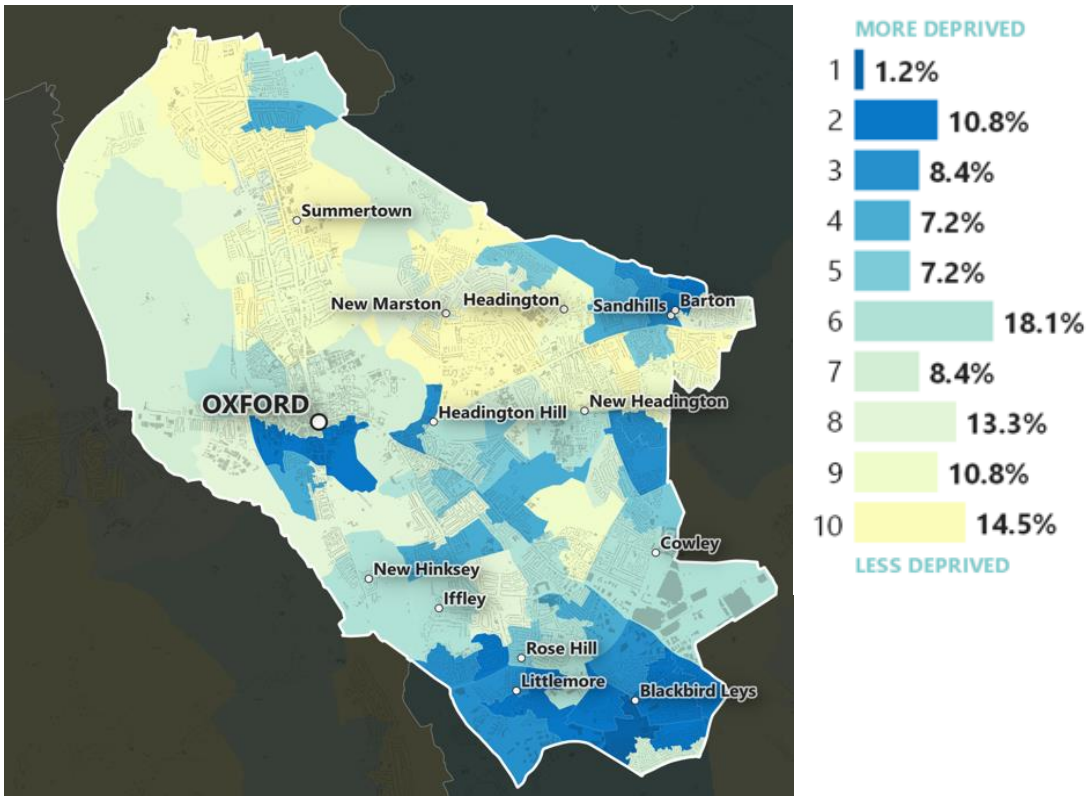 Summertown
New Marston
Headington
Sandhills
Barton
OXFORD
Headington Hill
New Headington
Cowley
New Hinksey
Iffley
Rose Hill
Littlemore
Blackbird Leys
MORE DEPRIVED
1 1.2%
2 10.8%
3 8.4%
4 7.2%
5 7.2%
6 18.1%
7 8.4%
8 13.3%
9 10.8%
10 14.5%
LESS DEPRIVED